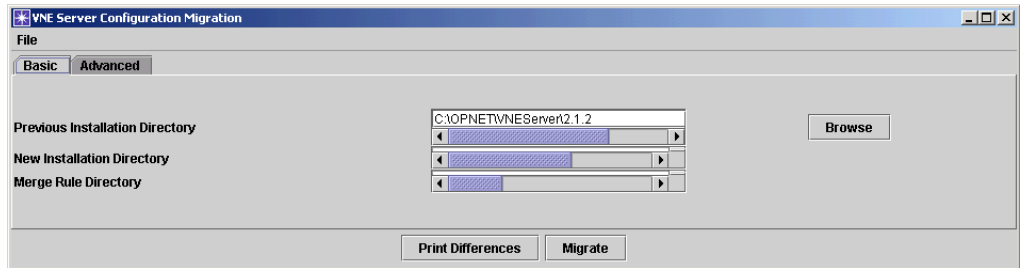 VNE Server Configuration Migration
File
Basic Advanced
Previous Installation Directory C:\OPNET\VNEServer\2.1.2 Browse
New Installation Directory
Merge Rule Directory
Print Differences Migrate